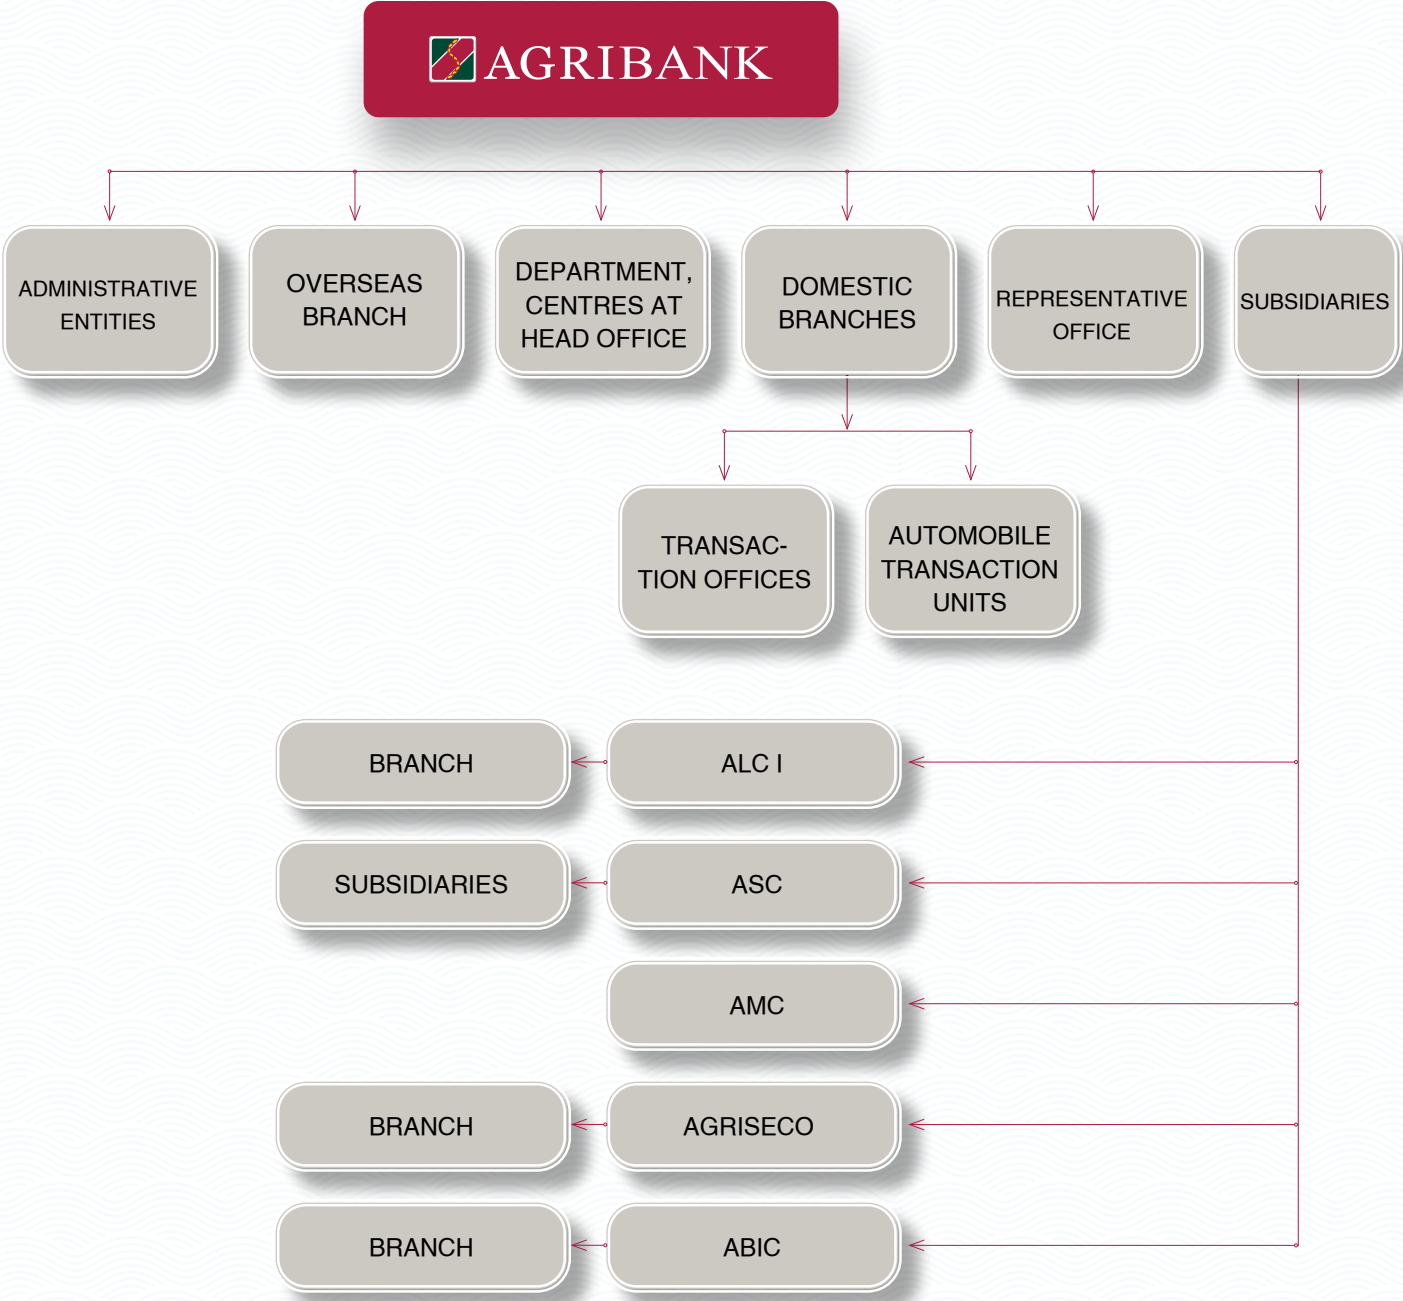 AGRIBANK
ADMINISTRATIVE
ENTITIES
OVERSEAS
BRANCH
DEPARTMENT,
CENTRES AT
HEAD OFFICE
DOMESTIC
BRANCHES
REPRESENTATIVE
OFFICE
SUBSIDIARIES
TRANSAC-
TION OFFICES
AUTOMOBILE
TRANSACTION
UNITS
BRANCH
ALC I
SUBSIDIARIES
ASC
AMC
BRANCH
AGRISECO
BRANCH
ABIC